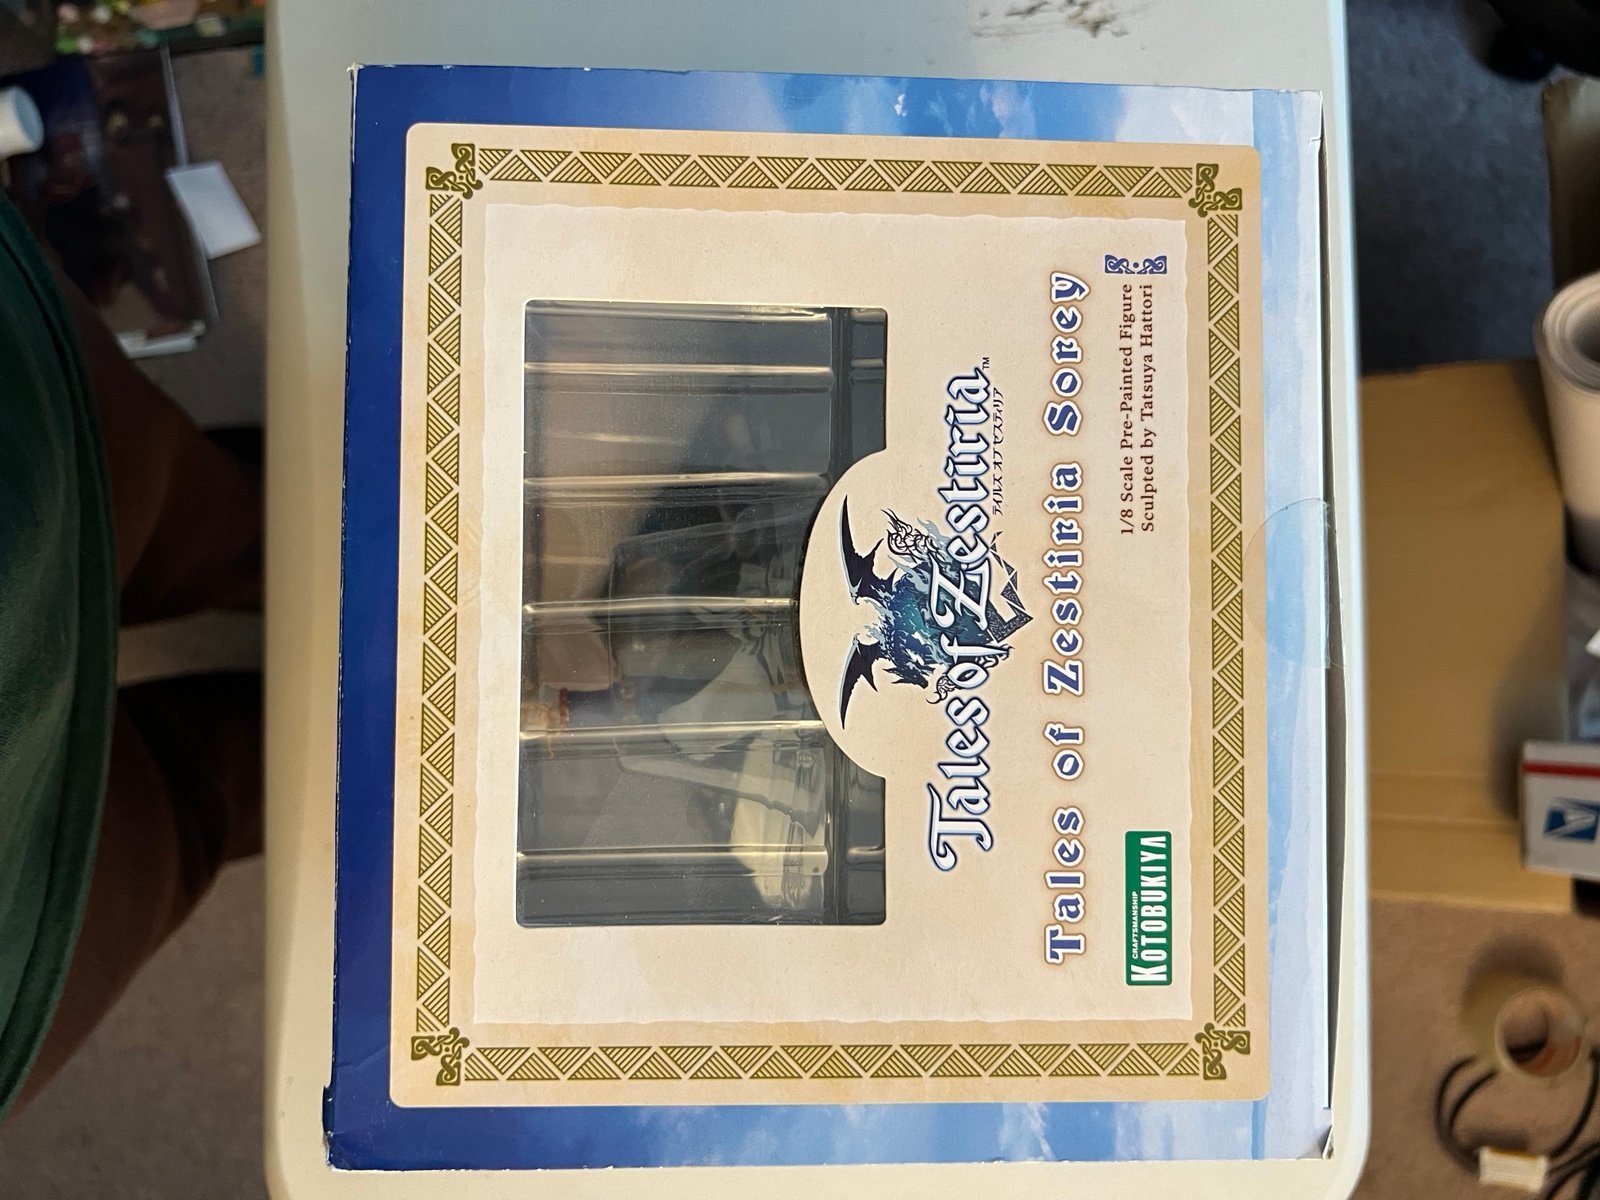 Tales of Zestiria™
テイルズ オブ ゼスティリア
Tales of Zestiria Sorey
1/8 Scale Pre-Painted Figure
Sculpted by Tatsuya Hattori
CRAFTSMANSHIP
KOTOBUKIYA